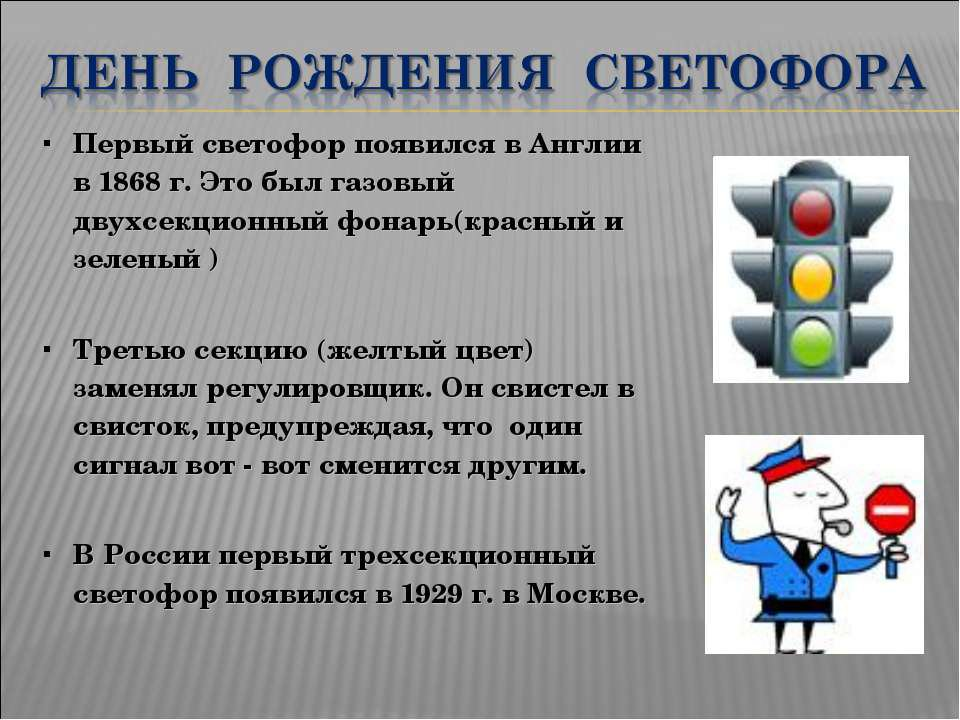 ДЕНЬ РОЖДЕНИЯ СВЕТОФОРА
▪ Первый светофор появился в Англии
в 1868 г. Это был газовый
двухсекционный фонарь(красный и
зеленый )
▪ Третью секцию (желтый цвет)
заменял регулировщик. Он свистел в
свисток, предупреждая, что один
сигнал вот - вот сменится другим.
▪ В России первый трехсекционный
светофор появился в 1929 г. в Москве.